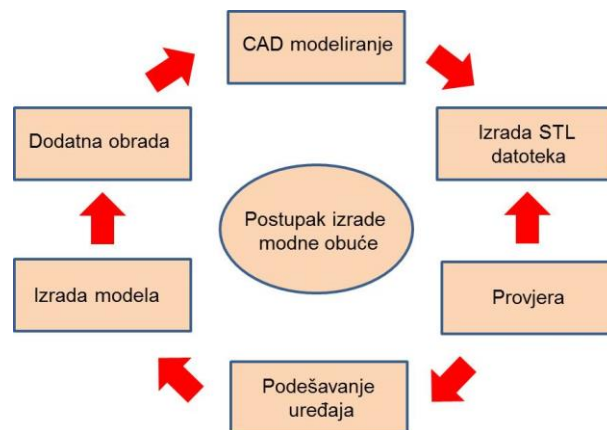 CAD modeliranje
Izrada STL
datoteka
Provjera
Podešavanje
uređaja
Izrada modela
Dodatna obrada
Postupak izrade
modne obuće